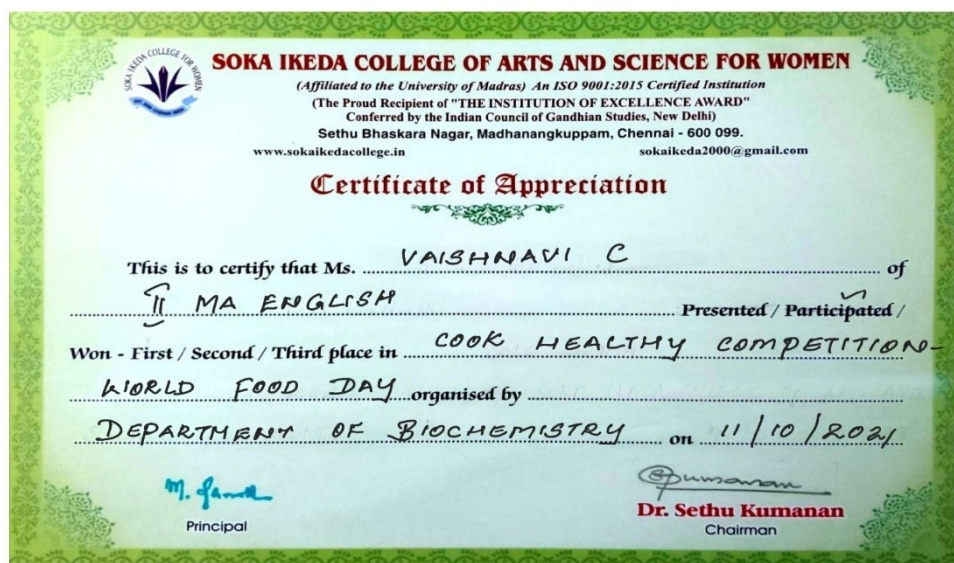 SOKA IKEDA COLLEGE FOR WOMEN
SOKA IKEDA COLLEGE OF ARTS AND SCIENCE FOR WOMEN
(Affiliated to the University of Madras) An ISO 9001:2015 Certified Institution
(The Proud Recipient of "THE INSTITUTION OF EXCELLENCE AWARD"
Conferred by the Indian Council of Gandhian Studies, New Delhi)
Sethu Bhaskara Nagar, Madhanangkuppam, Chennai - 600 099.
www.sokaikedacollege.in sokaikeda2000@gmail.com
Certificate of Appreciation
This is to certify that Ms. VAISHNAVI C of
II MA ENGLISH Presented / Participated /
Won - First / Second / Third place in COOK HEALTHY COMPETITION-
WORLD FOOD DAY organised by
DEPARTMENT OF BIOCHEMISTRY on 11/10/2021
Principal
Dr. Sethu Kumanan
Chairman